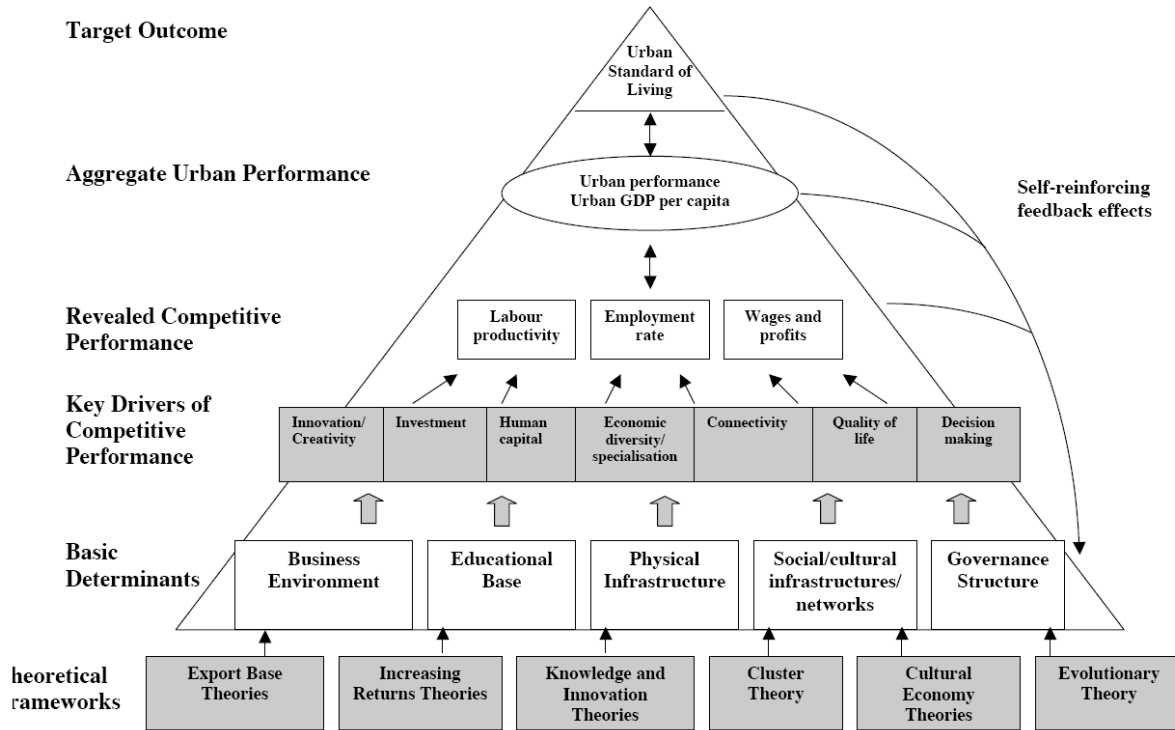 Target Outcome
Urban
Standard of
Living
Aggregate Urban Performance
Urban performance
Urban GDP per capita
Self-reinforcing
feedback effects
Revealed Competitive
Performance
Labour
productivity
Employment
rate
Wages and
profits
Key Drivers of
Competitive
Performance
Innovation/
Creativity
Investment
Human
capital
Economic
diversity/
specialisation
Connectivity
Quality of
life
Decision
making
Basic
Determinants
Business
Environment
Educational
Base
Physical
Infrastructure
Social/cultural
infrastructures/
networks
Governance
Structure
heoretical
rameworks
Export Base
Theories
Increasing
Returns Theories
Knowledge and
Innovation
Theories
Cluster
Theory
Cultural
Economy
Theories
Evolutionary
Theory